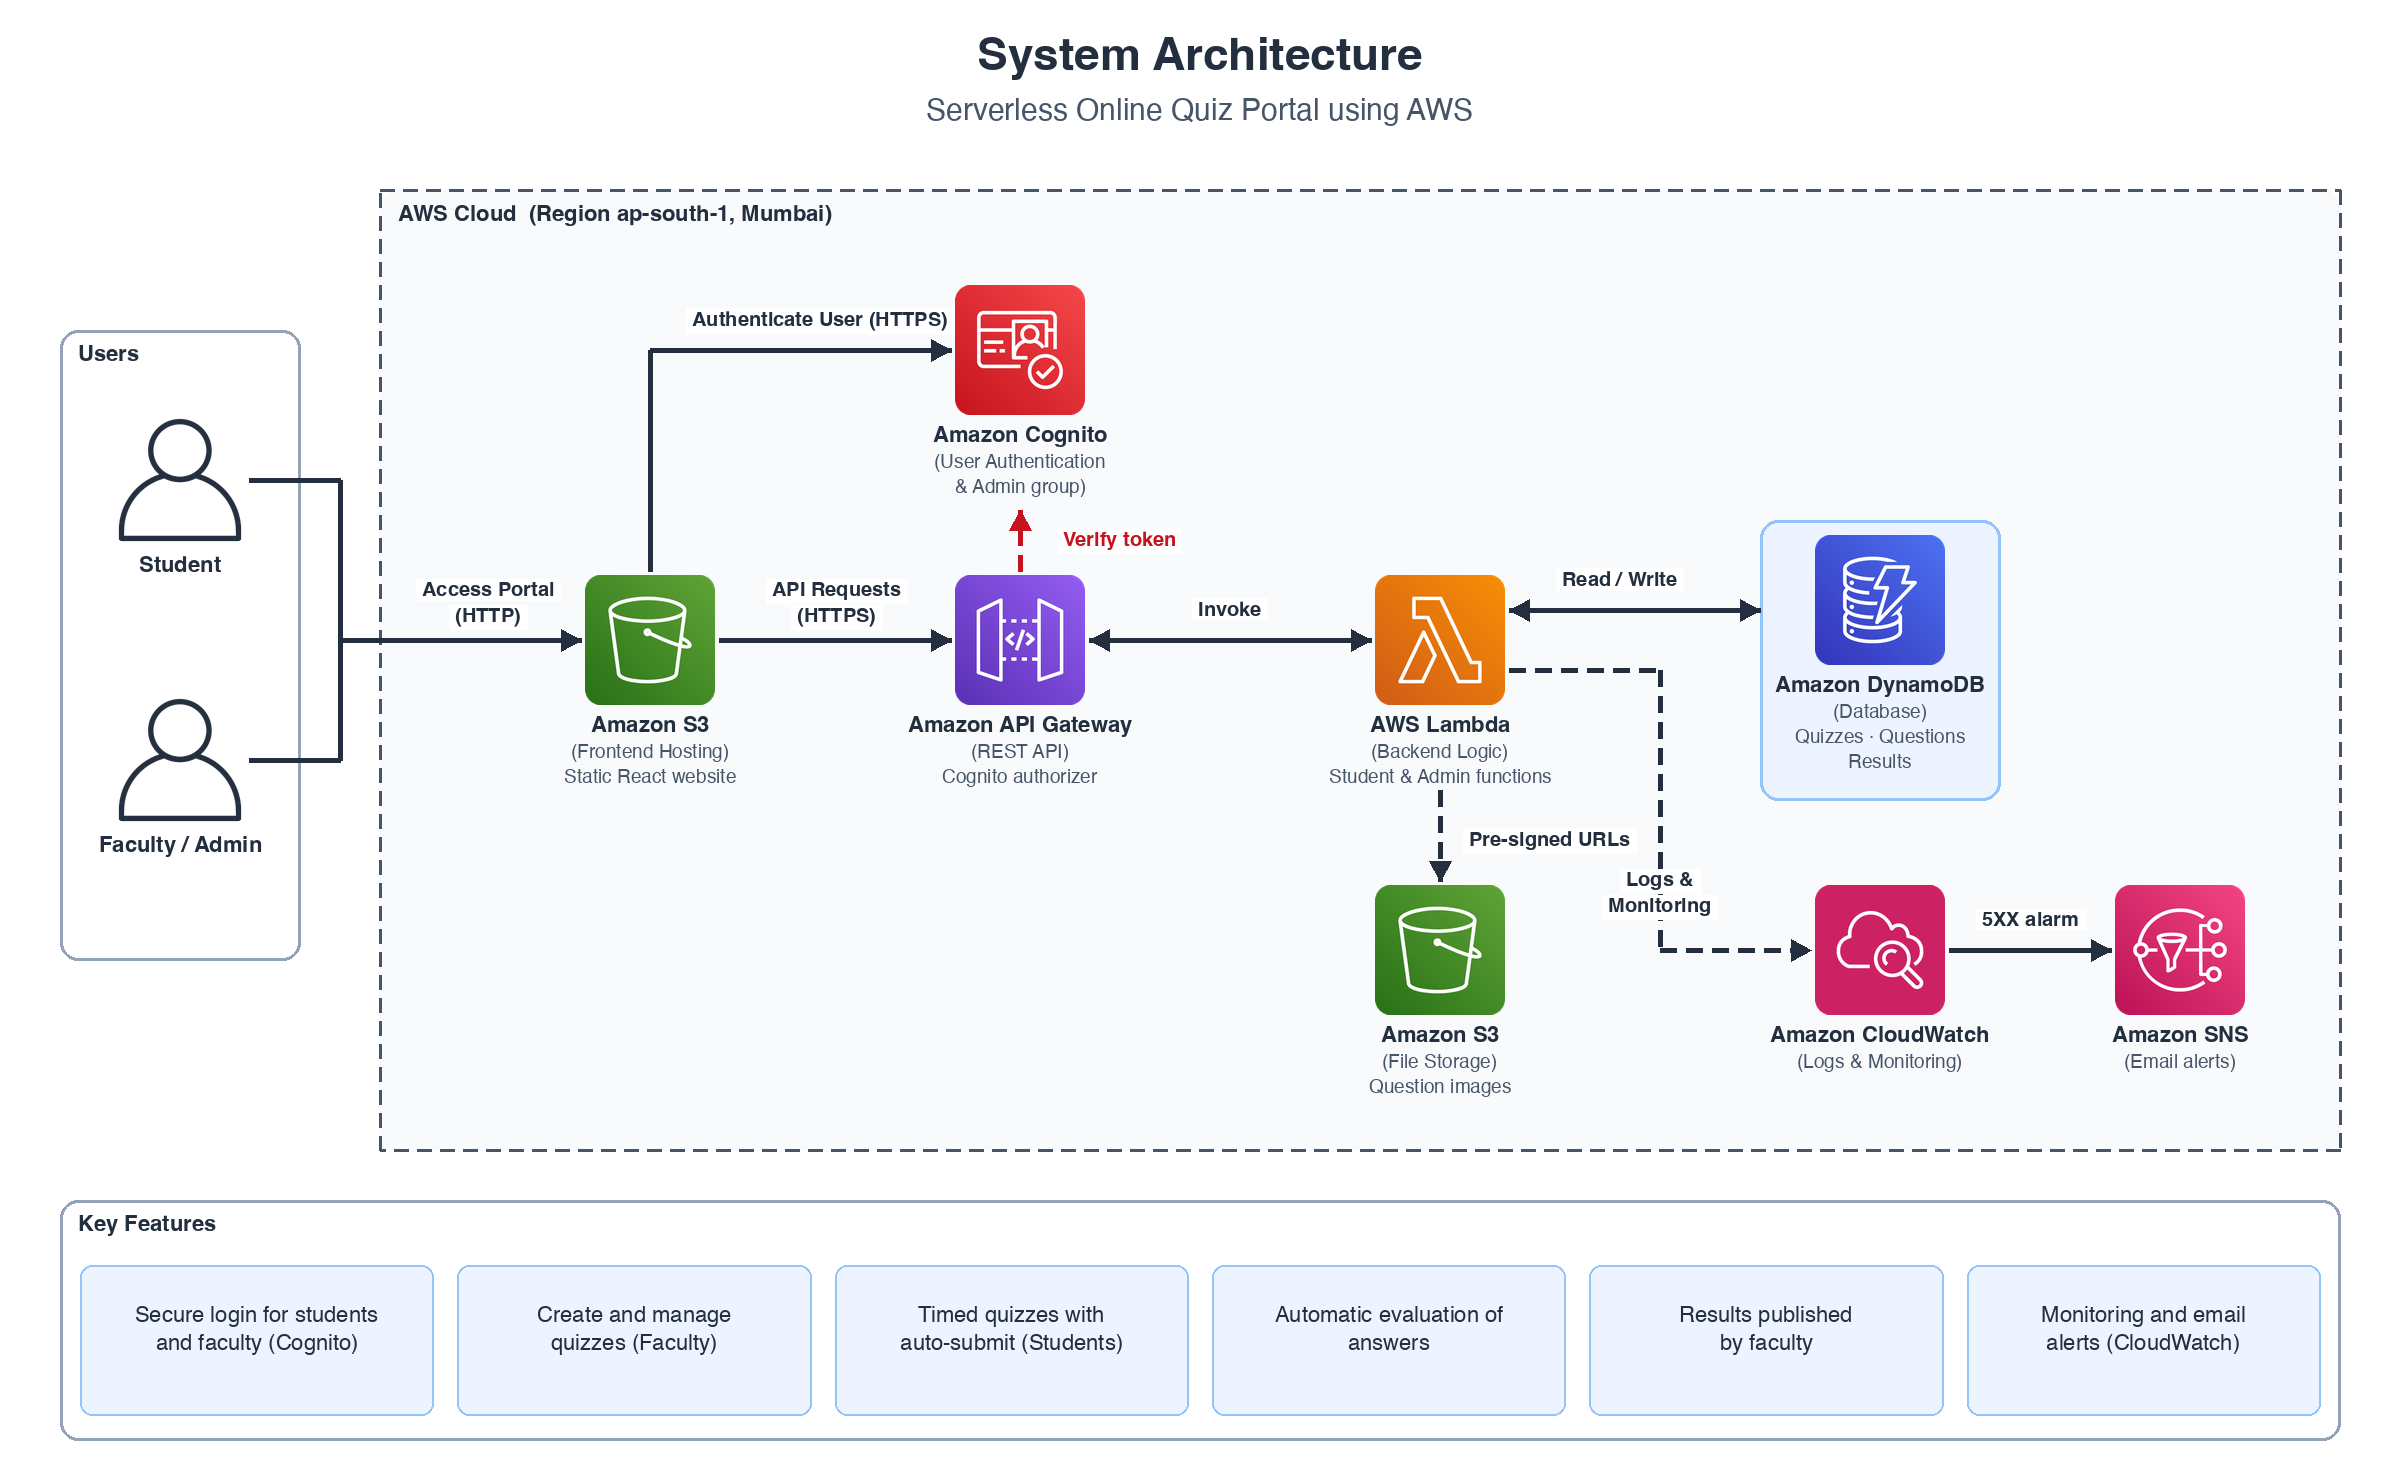 System Architecture
Serverless Online Quiz Portal using AWS
AWS Cloud (Region ap-south-1, Mumbai)
Users
Student
Faculty / Admin
Access Portal
(HTTP)
Authenticate User (HTTPS)
Amazon Cognito
(User Authentication
& Admin group)
Verify token
Amazon S3
(Frontend Hosting)
Static React website
API Requests
(HTTPS)
Amazon API Gateway
(REST API)
Cognito authorizer
Invoke
AWS Lambda
(Backend Logic)
Student & Admin functions
Read / Write
Amazon DynamoDB
(Database)
Quizzes · Questions
Results
Pre-signed URLs
Logs &
Monitoring
Amazon S3
(File Storage)
Question images
Amazon CloudWatch
(Logs & Monitoring)
5XX alarm
Amazon SNS
(Email alerts)
Key Features
Secure login for students
and faculty (Cognito)
Create and manage
quizzes (Faculty)
Timed quizzes with
auto-submit (Students)
Automatic evaluation of
answers
Results published
by faculty
Monitoring and email
alerts (CloudWatch)